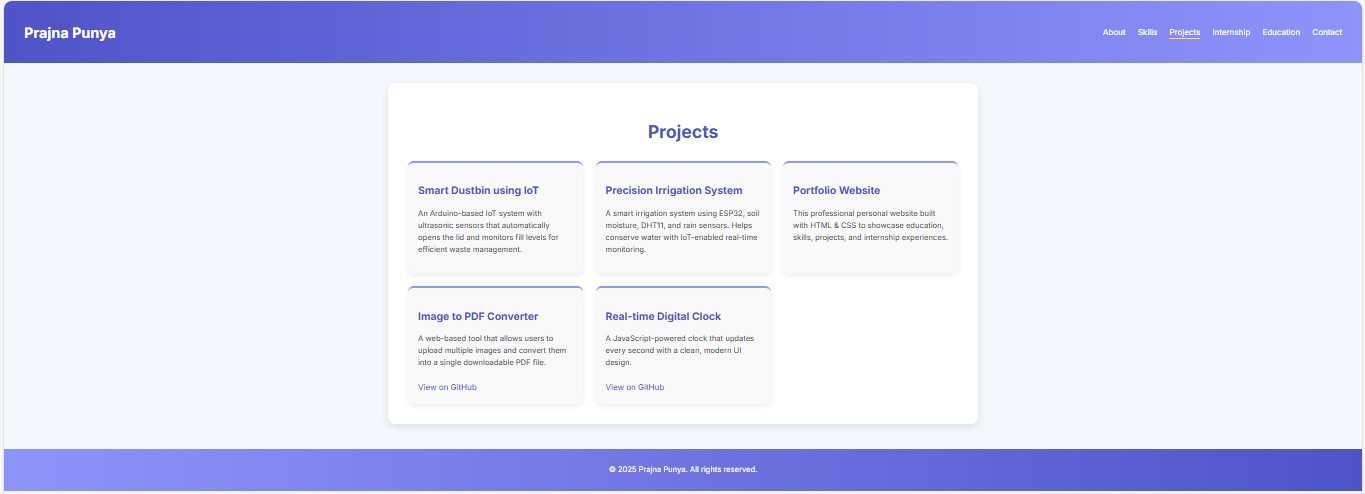 Prajna Punya
About Skills Projects Internship Education Contact
Projects
Smart Dustbin using IoT
An Arduino-based IoT system with
ultrasonic sensors that automatically
opens the lid and monitors fill levels for
efficient waste management.
Precision Irrigation System
A smart irrigation system using ESP32, soil
moisture, DHT11, and rain sensors. Helps
conserve water with IoT-enabled real-time
monitoring.
Portfolio Website
This professional personal website built
with HTML & CSS to showcase education,
skills, projects, and internship experiences.
Image to PDF Converter
A web-based tool that allows users to
upload multiple images and convert them
into a single downloadable PDF file.
View on GitHub
Real-time Digital Clock
A JavaScript-powered clock that updates
every second with a clean, modern UI
design.
View on GitHub
© 2025 Prajna Punya. All rights reserved.